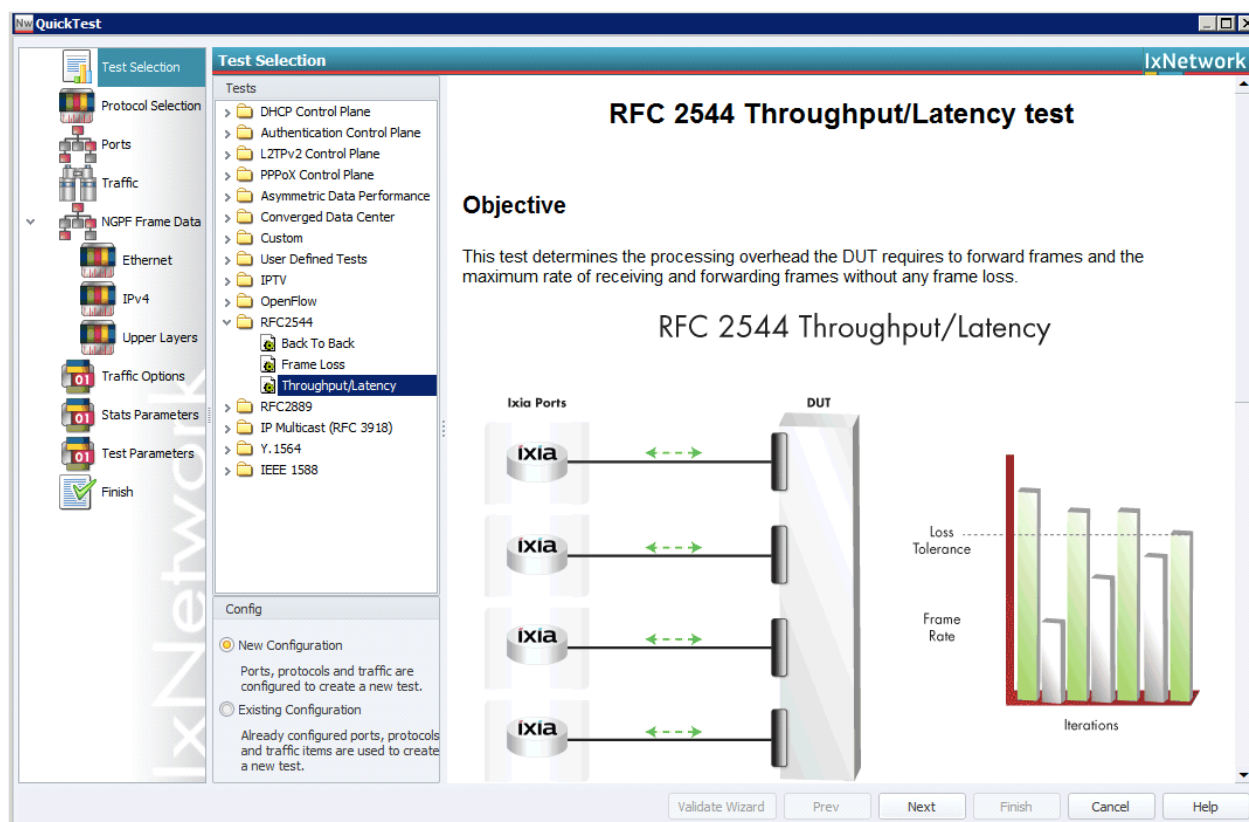 Nw QuickTest
Test Selection
Protocol Selection
Ports
Traffic
NGPF Frame Data
Ethernet
IPv4
Upper Layers
01 Traffic Options
01 Stats Parameters
01 Test Parameters
Finish
IxNetwork
Test Selection
IxNetwork
Tests
DHCP Control Plane
Authentication Control Plane
L2TPv2 Control Plane
PPPoX Control Plane
Asymmetric Data Performance
Converged Data Center
Custom
User Defined Tests
IPTV
OpenFlow
RFC2544
Back To Back
Frame Loss
Throughput/Latency
RFC2889
IP Multicast (RFC 3918)
Y.1564
IEEE 1588
Config
New Configuration
Ports, protocols and traffic are
configured to create a new test.
Existing Configuration
Already configured ports, protocols
and traffic items are used to create
a new test.
RFC 2544 Throughput/Latency test
Objective
This test determines the processing overhead the DUT requires to forward frames and the
maximum rate of receiving and forwarding frames without any frame loss.
RFC 2544 Throughput/Latency
Ixia Ports
DUT
ixia
ixia
ixia
ixia
Loss
Tolerance
Frame
Rate
Iterations
Validate Wizard
Prev
Next
Finish
Cancel
Help